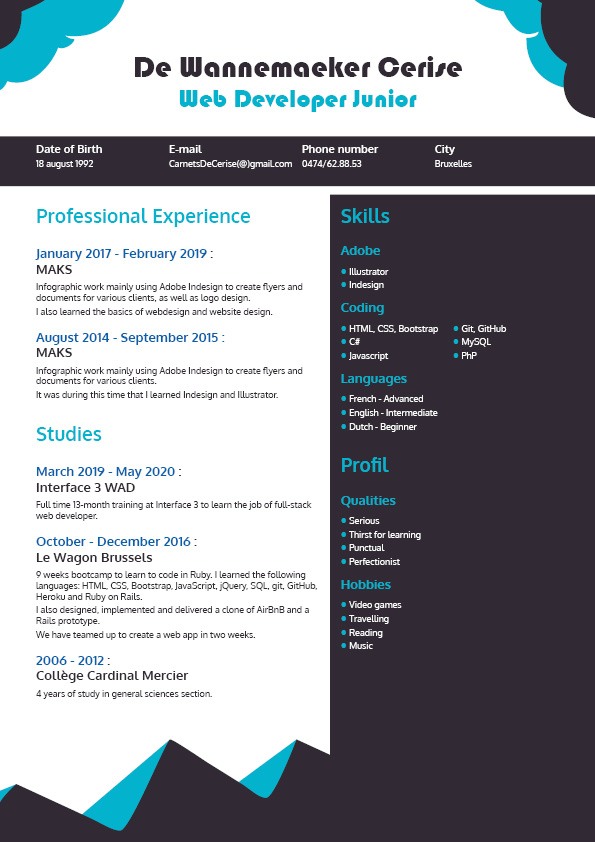 De Wannemaeker Cerise
Web Developer Junior
Date of Birth
18 august 1992
E-mail
CarnetsDeCerise(@)gmail.com
Phone number
0474/62.88.53
City
Bruxelles
Professional Experience
January 2017 - February 2019 :
MAKS
Infographic work mainly using Adobe Indesign to create flyers and
documents for various clients, as well as logo design.
I also learned the basics of webdesign and website design.
August 2014 - September 2015 :
MAKS
Infographic work mainly using Adobe Indesign to create flyers and
documents for various clients.
It was during this time that I learned Indesign and Illustrator.
Studies
March 2019 - May 2020 :
Interface 3 WAD
Full time 13-month training at Interface 3 to learn the job of full-stack
web developer.
October - December 2016 :
Le Wagon Brussels
9 weeks bootcamp to learn to code in Ruby. I learned the following
languages: HTML, CSS, Bootstrap, JavaScript, jQuery, SQL, git, GitHub,
Heroku and Ruby on Rails.
I also designed, implemented and delivered a clone of AirBnB and a
Rails prototype.
We have teamed up to create a web app in two weeks.
2006 - 2012 :
Collège Cardinal Mercier
4 years of study in general sciences section.
Skills
Adobe
• Illustrator
• Indesign
Coding
• HTML, CSS, Bootstrap
• C#
• Javascript
• Git, GitHub
• MySQL
• PhP
Languages
• French - Advanced
• English - Intermediate
• Dutch - Beginner
Profil
Qualities
• Serious
• Thirst for learning
• Punctual
• Perfectionist
Hobbies
• Video games
• Travelling
• Reading
• Music